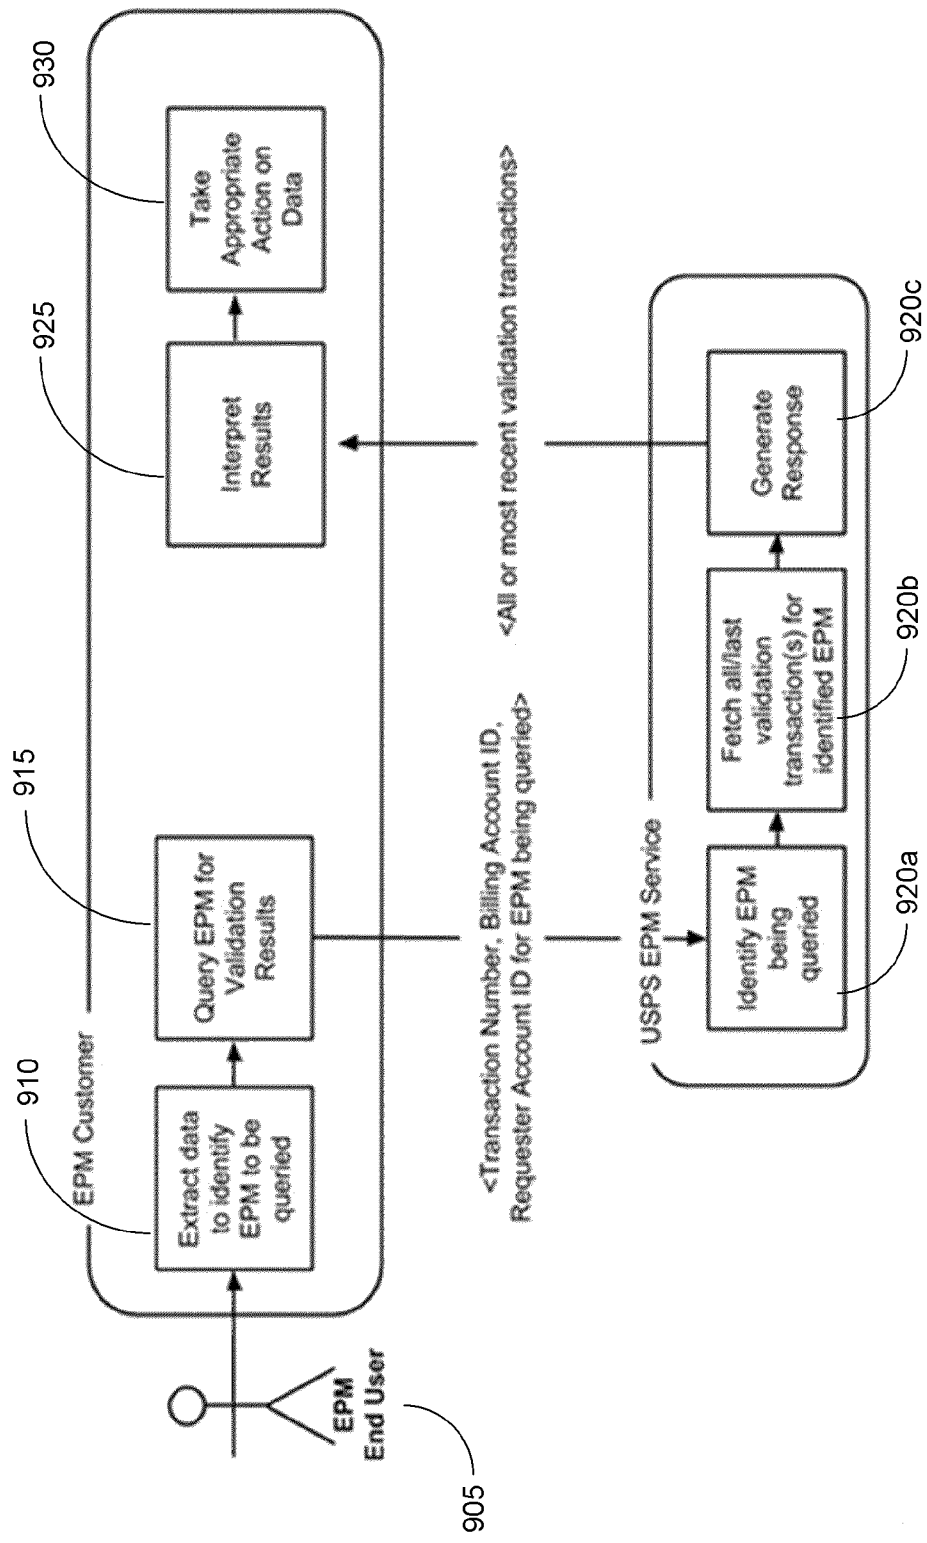 EPM Customer
910
915
925
930
Extract data
to identify
EPM to be
queried
Query EPM for
Validation
Results
Interpret
Results
Take
Appropriate
Action on
Data
EPM
End User
905
<Transaction Number, Billing Account ID,
Requester Account ID for EPM being queried>
<All or most recent validation transactions>
USPS EPM Service
Identify EPM
being
queried
Fetch all/last
validation
transaction(s) for
identified EPM
Generate
Response
920a
920b
920c